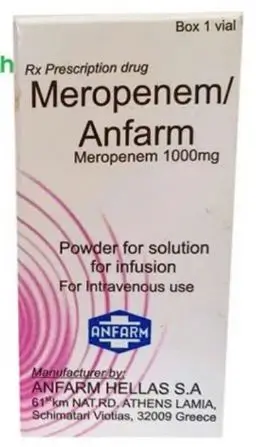 Box 1 vial
h
Rx Prescription drug
Meropenem/
Anfarm
Meropenem 1000mg
Powder for solution
for infusion
For Intravenous use
ANFARM
Manufacturer by:
ANFARM HELLAS S.A
61st km NAT.RD. ATHENS LAMIA,
Schimatari Viotias, 32009 Greece